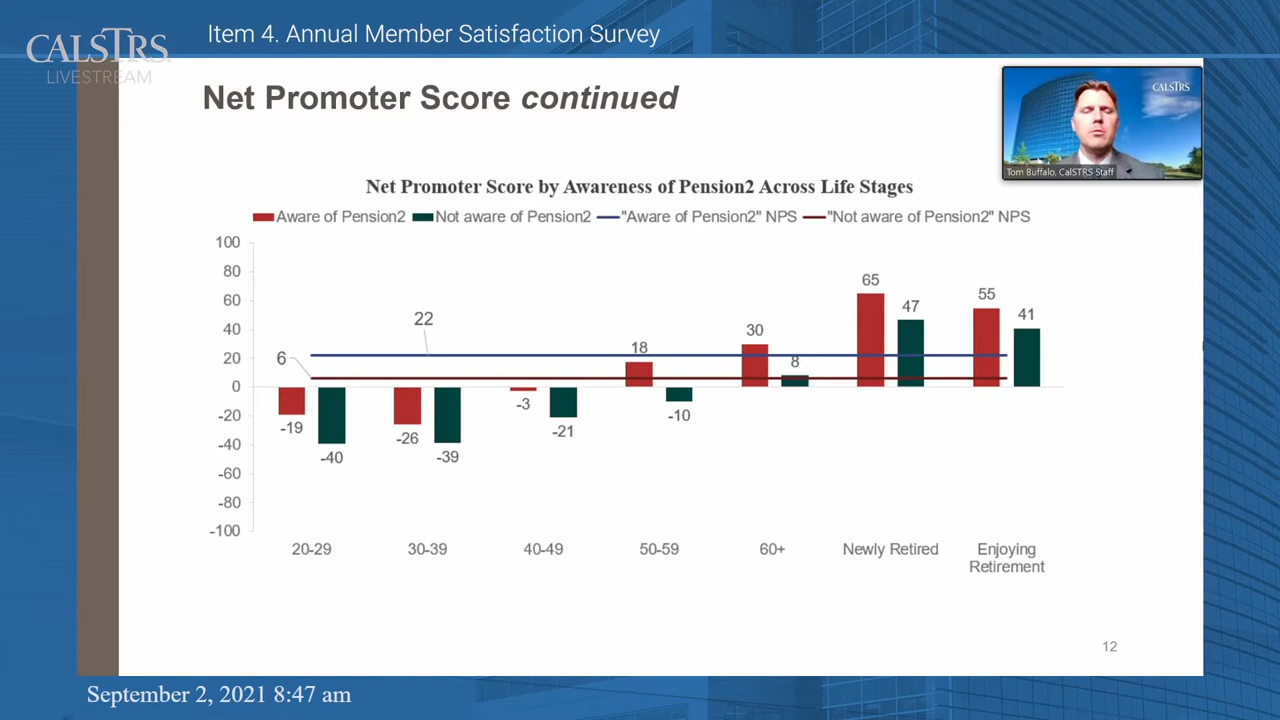 Item 4. Annual Member Satisfaction Survey
CALSTRS
LIVESTREAM
Net Promoter Score continued
CALSTRS
Tom Buffalo, CalSTRS Staff
Net Promoter Score by Awareness of Pension2 Across Life Stages
Aware of Pension2 Not aware of Pension2 "Aware of Pension2" NPS "Not aware of Pension2" NPS
100
80
60
40
20
0
-20
-40
-60
-80
-100
6
22
-19
-40
-26
-39
-3
-21
18
-10
30
8
65
47
55
41
20-29 30-39 40-49 50-59 60+ Newly Retired Enjoying
Retirement
12
September 2, 2021 8:47 am